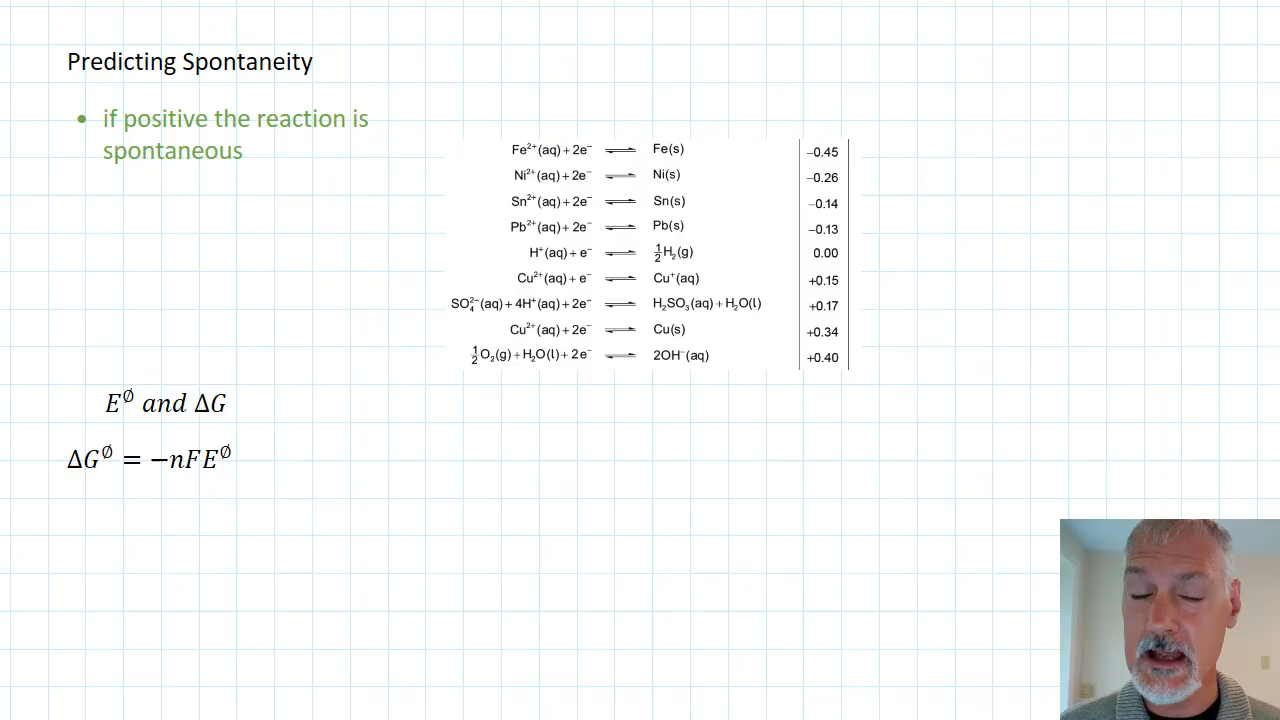 Predicting Spontaneity
• if positive the reaction is
spontaneous
Fe²⁺(aq) + 2e⁻ ⇌ Fe(s) −0.45
Ni²⁺(aq) + 2e⁻ ⇌ Ni(s) −0.26
Sn²⁺(aq) + 2e⁻ ⇌ Sn(s) −0.14
Pb²⁺(aq) + 2e⁻ ⇌ Pb(s) −0.13
H⁺(aq) + e⁻ ⇌ ½H₂(g) 0.00
Cu²⁺(aq) + e⁻ ⇌ Cu⁺(aq) +0.15
SO₄²⁻(aq) + 4H⁺(aq) + 2e⁻ ⇌ H₂SO₃(aq) + H₂O(l) +0.17
Cu²⁺(aq) + 2e⁻ ⇌ Cu(s) +0.34
½O₂(g) + H₂O(l) + 2e⁻ ⇌ 2OH⁻(aq) +0.40
E^∅ and ΔG
ΔG^∅ = −nFE^∅